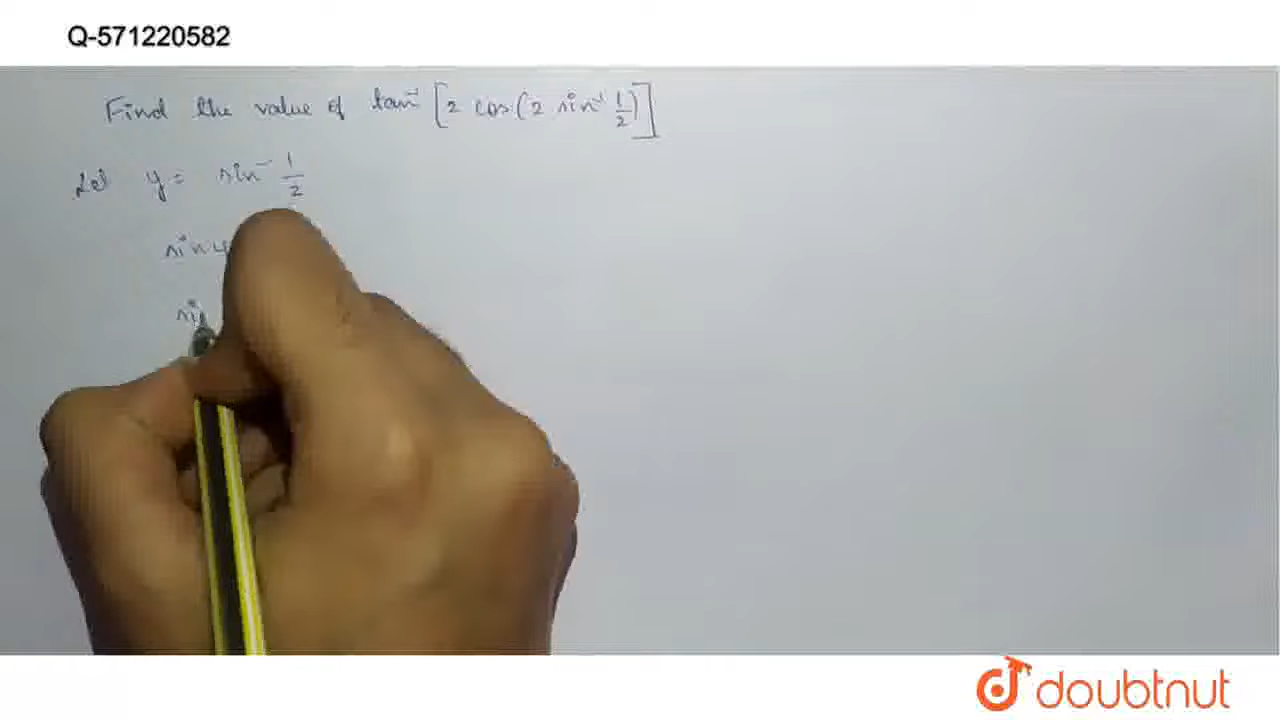 Q-571220582
Find the value of tan⁻¹ [2 cos(2 sin⁻¹ 1/2)]
Let y = sin⁻¹ 1/2
sin y
doubtnut